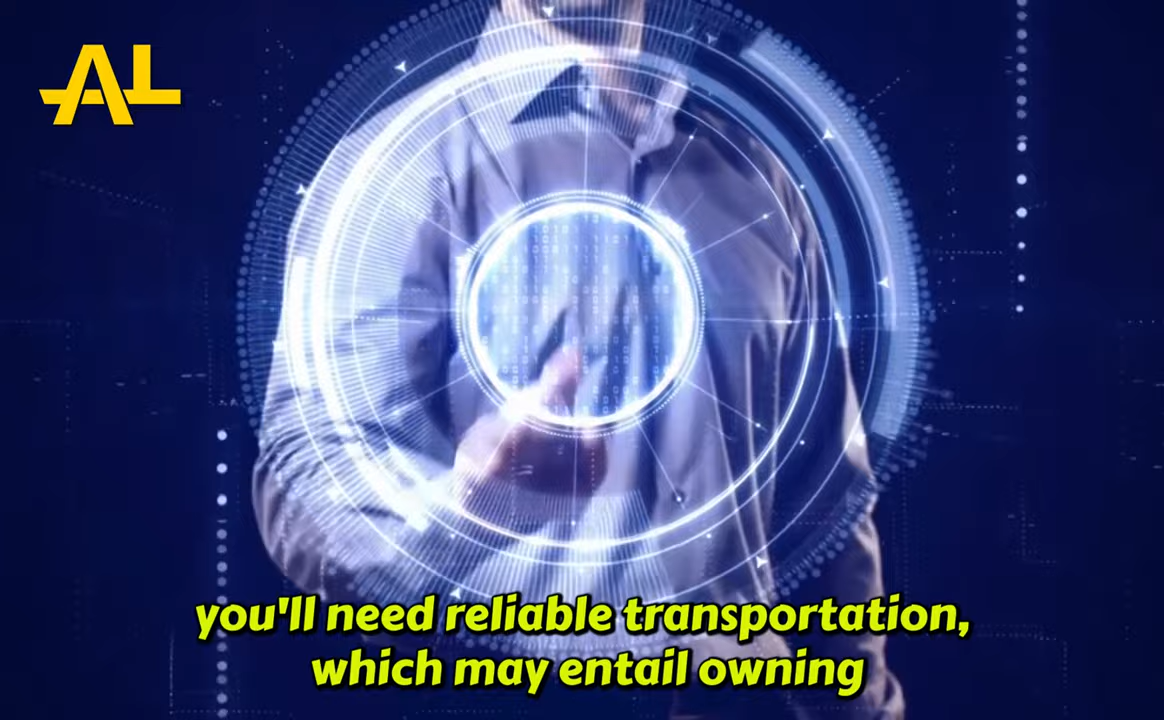 AL
you'll need reliable transportation,
which may entail owning